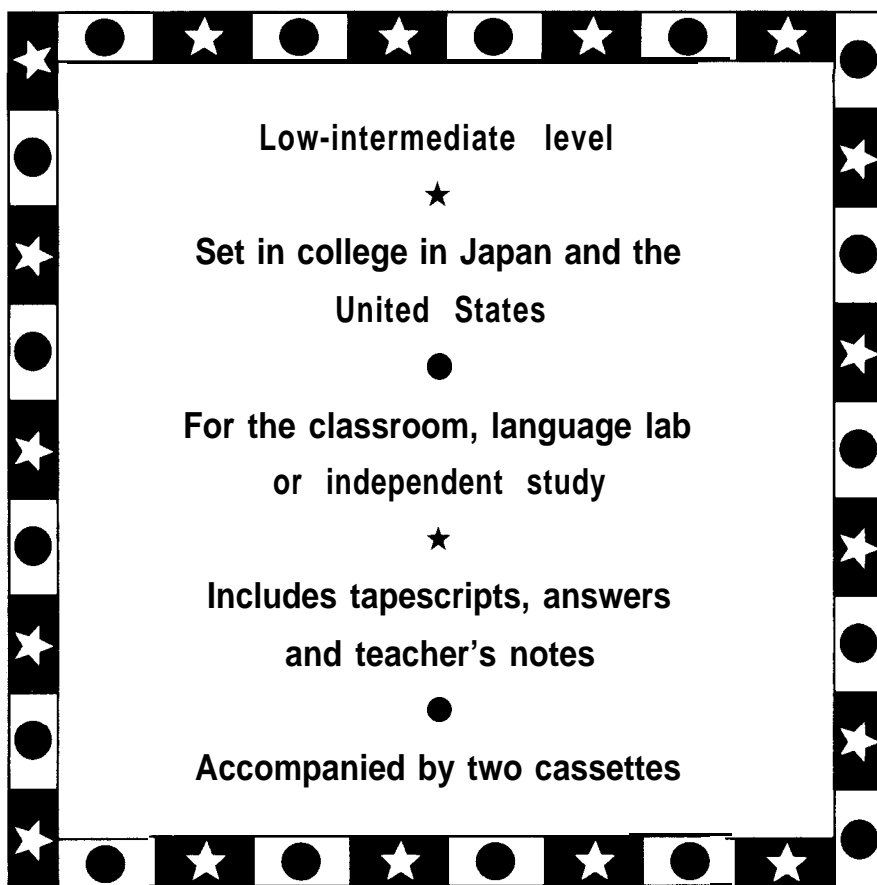 Low-intermediate level
Set in college in Japan and the
United States
For the classroom, language lab
or independent study
Includes tapescripts, answers
and teacher's notes
Accompanied by two cassettes